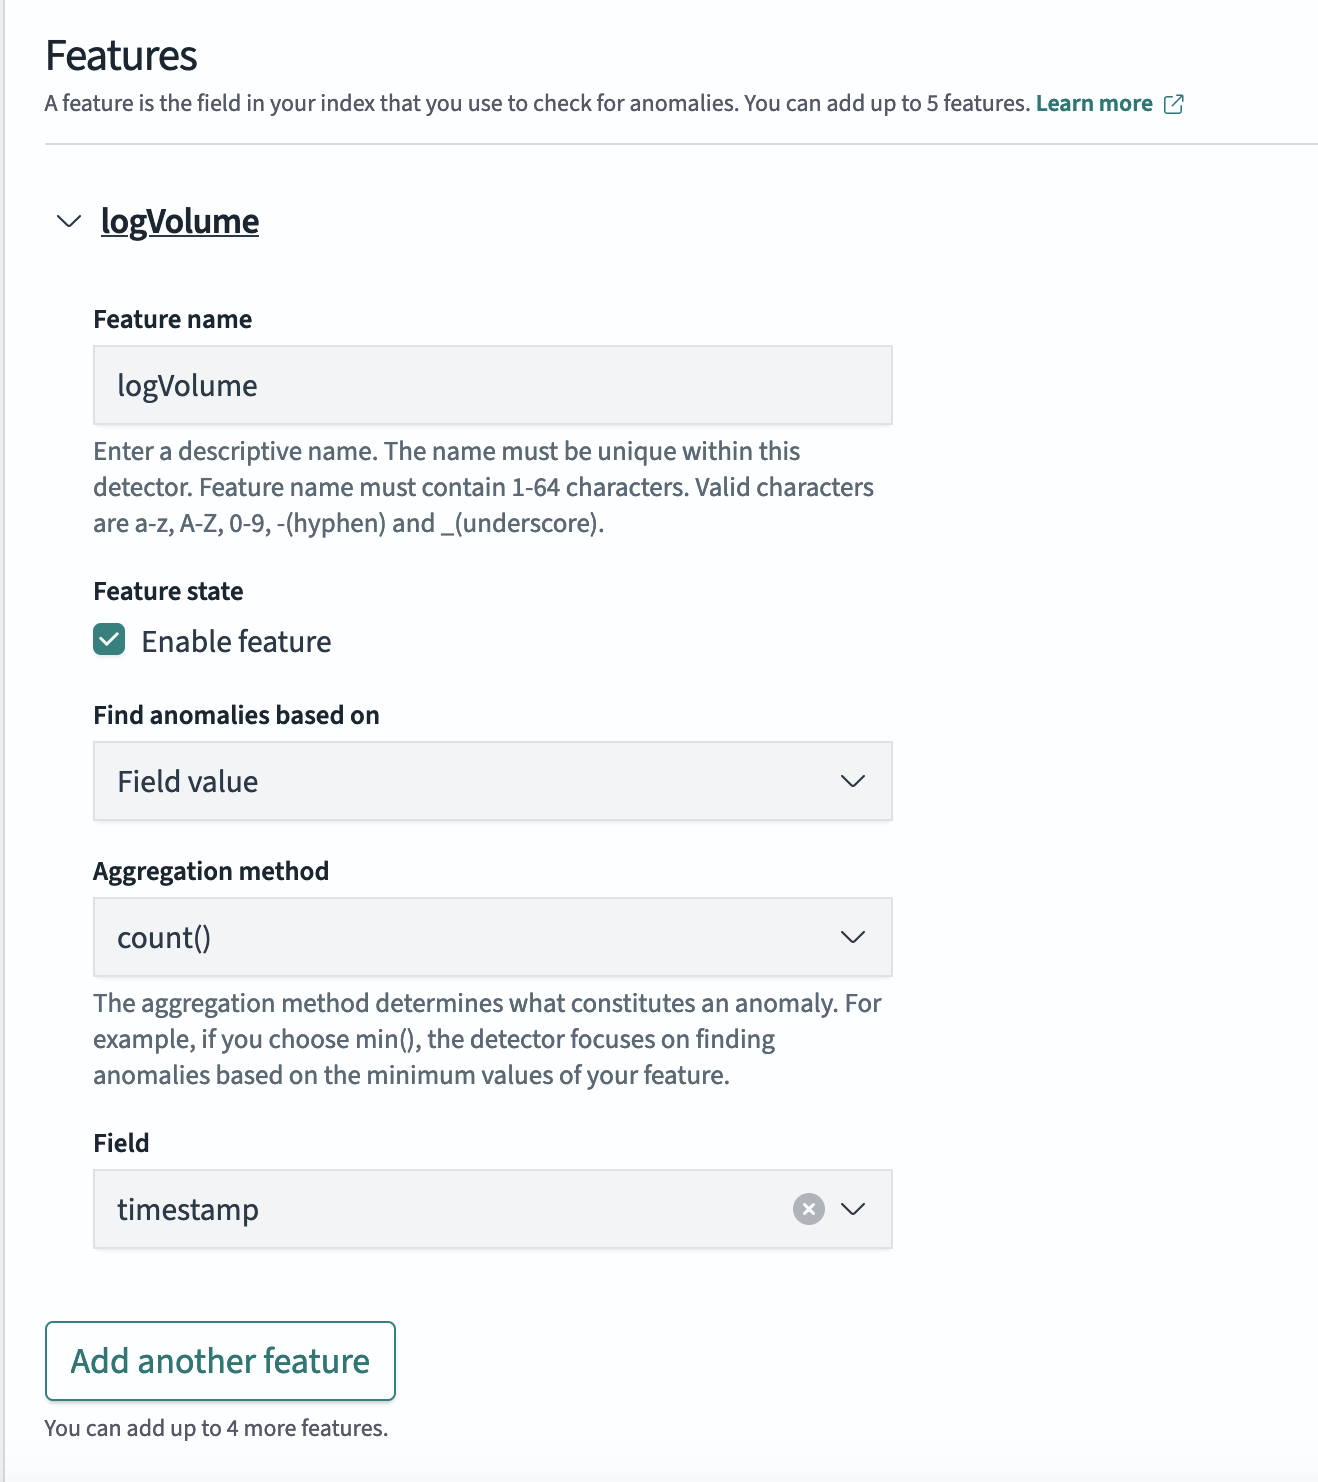 Features
A feature is the field in your index that you use to check for anomalies. You can add up to 5 features. Learn more
logVolume
Feature name
logVolume
Enter a descriptive name. The name must be unique within this
detector. Feature name must contain 1-64 characters. Valid characters
are a-z, A-Z, 0-9, -(hyphen) and _(underscore).
Feature state
Enable feature
Find anomalies based on
Field value
Aggregation method
count()
The aggregation method determines what constitutes an anomaly. For
example, if you choose min(), the detector focuses on finding
anomalies based on the minimum values of your feature.
Field
timestamp
Add another feature
You can add up to 4 more features.